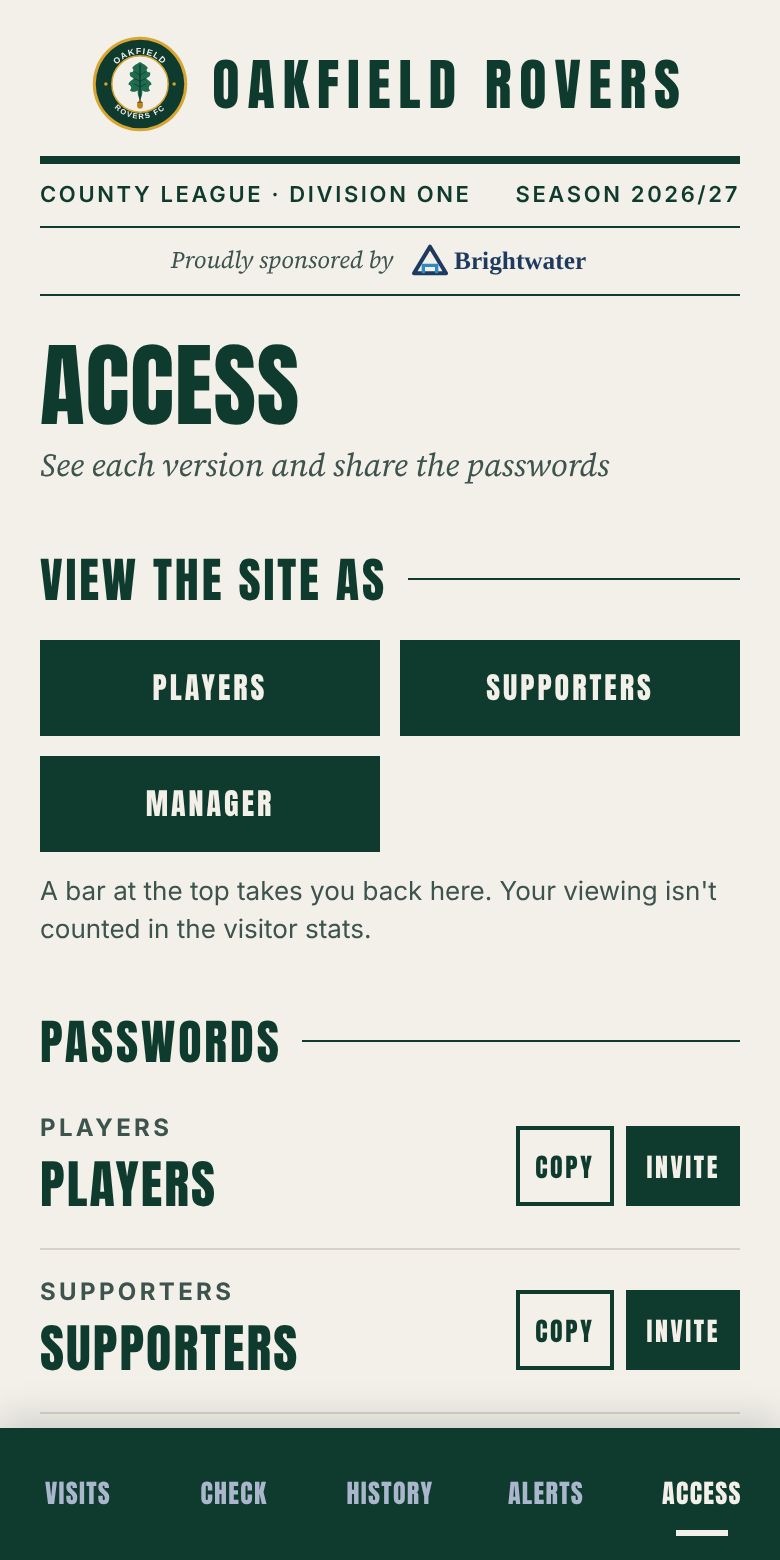 OAKFIELD
ROVERS FC
OAKFIELD ROVERS
COUNTY LEAGUE · DIVISION ONE
SEASON 2026/27
Proudly sponsored by
Brightwater
ACCESS
See each version and share the passwords
VIEW THE SITE AS
PLAYERS
SUPPORTERS
MANAGER
A bar at the top takes you back here. Your viewing isn't
counted in the visitor stats.
PASSWORDS
PLAYERS
PLAYERS
COPY
INVITE
SUPPORTERS
SUPPORTERS
COPY
INVITE
VISITS
CHECK
HISTORY
ALERTS
ACCESS